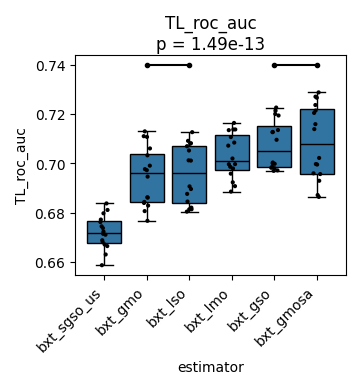 TL_roc_auc
p = 1.49e-13
TL_roc_auc
0.74
0.72
0.70
0.68
0.66
bxt_sgso_us
bxt_gmo
bxt_lso
bxt_lmo
bxt_gso
bxt_gmosa
estimator